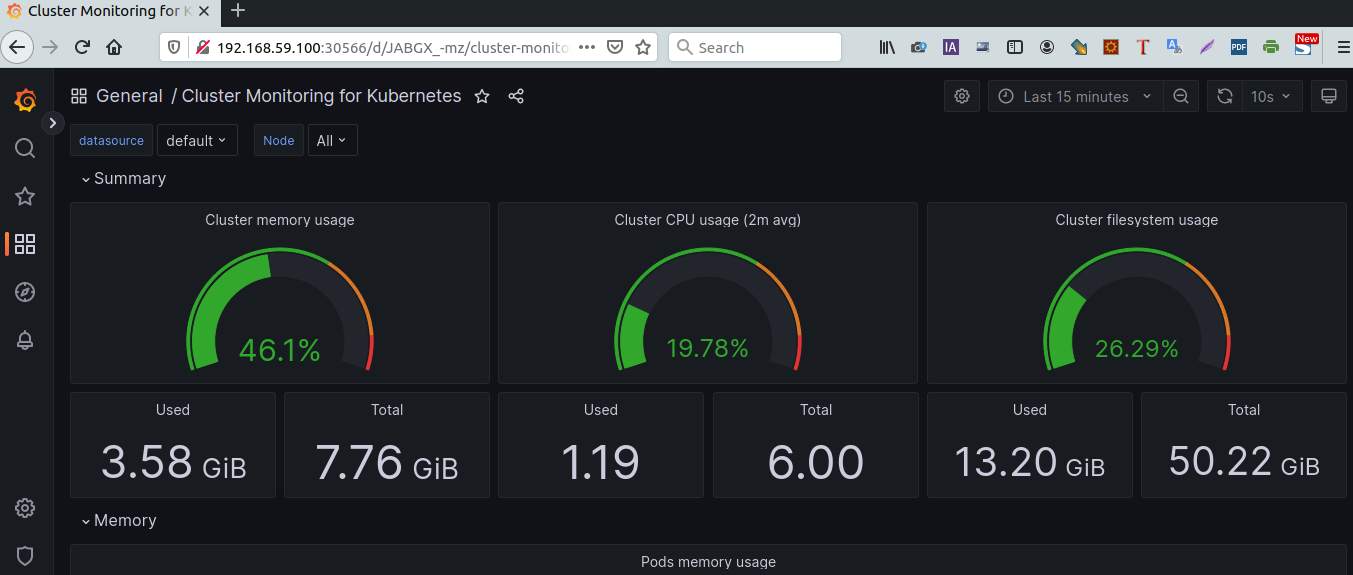 Cluster Monitoring for K
192.168.59.100:30566/d/JABGX_-mz/cluster-monito
Search
IA
T
A
PDF
New
S
General / Cluster Monitoring for Kubernetes
Last 15 minutes
10s
datasource
default
Node
All
Summary
Cluster memory usage
Cluster CPU usage (2m avg)
Cluster filesystem usage
46.1%
19.78%
26.29%
Used
Total
Used
Total
Used
Total
3.58 GiB
7.76 GiB
1.19
6.00
13.20 GiB
50.22 GiB
Memory
Pods memory usage